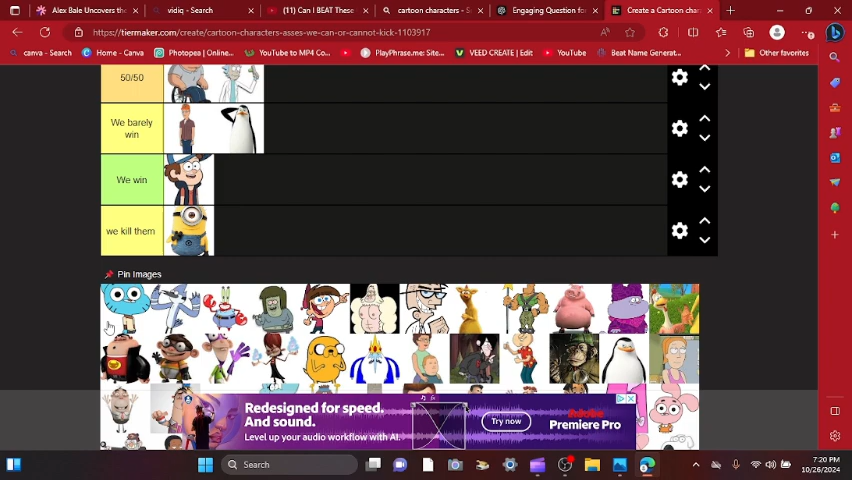 Alex Bale Uncovers the
vidiq - Search
(11) Can I BEAT These
cartoon characters - S
Engaging Question fo
Create a Cartoon char
https://tiermaker.com/create/cartoon-characters-asses-we-can-or-cannot-kick-1103917
canva - Search
Home - Canva
Photopea | Online...
YouTube to MP4 Co...
PlayPhrase.me: Site...
VEED CREATE | Edit
YouTube
Beat Name Generat...
Other favorites
50/50
We barely
win
We win
we kill them
Pin Images
Redesigned for speed.
And sound.
Level up your audio workflow with AI.
Try now
Adobe
Premiere Pro
Search
7:20 PM
10/26/2024